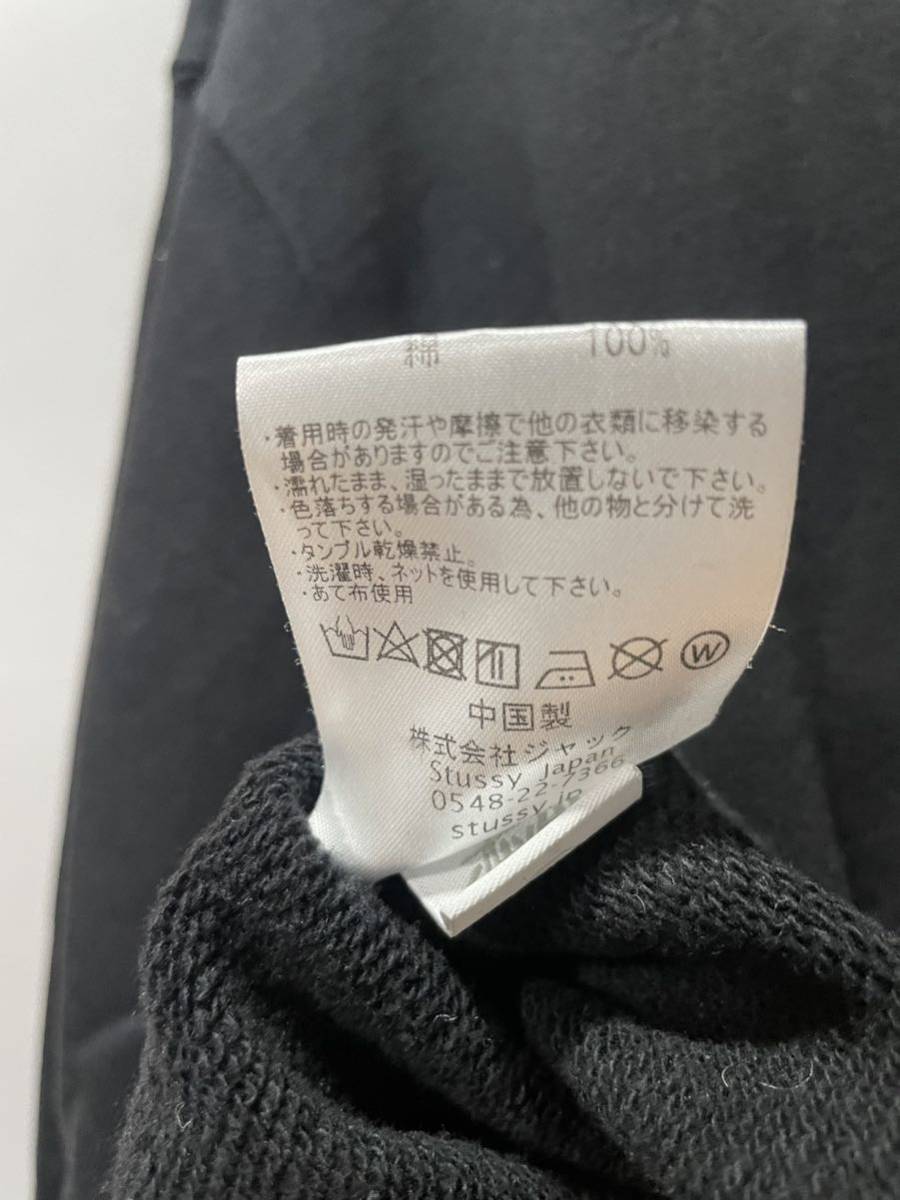 綿 100%
・着用時の発汗や摩擦で他の衣類に移染する
場合がありますのでご注意下さい。
・濡れたまま、湿ったままで放置しないで下さい。
・色落ちする場合がある為、他の物と分けて洗
って下さい。
・タンブル乾燥禁止。
・洗濯時、ネットを使用して下さい。
・あて布使用
W
中国製
株式会社ジャック
Stussy Japan
0548-22-7366
stussy.jp